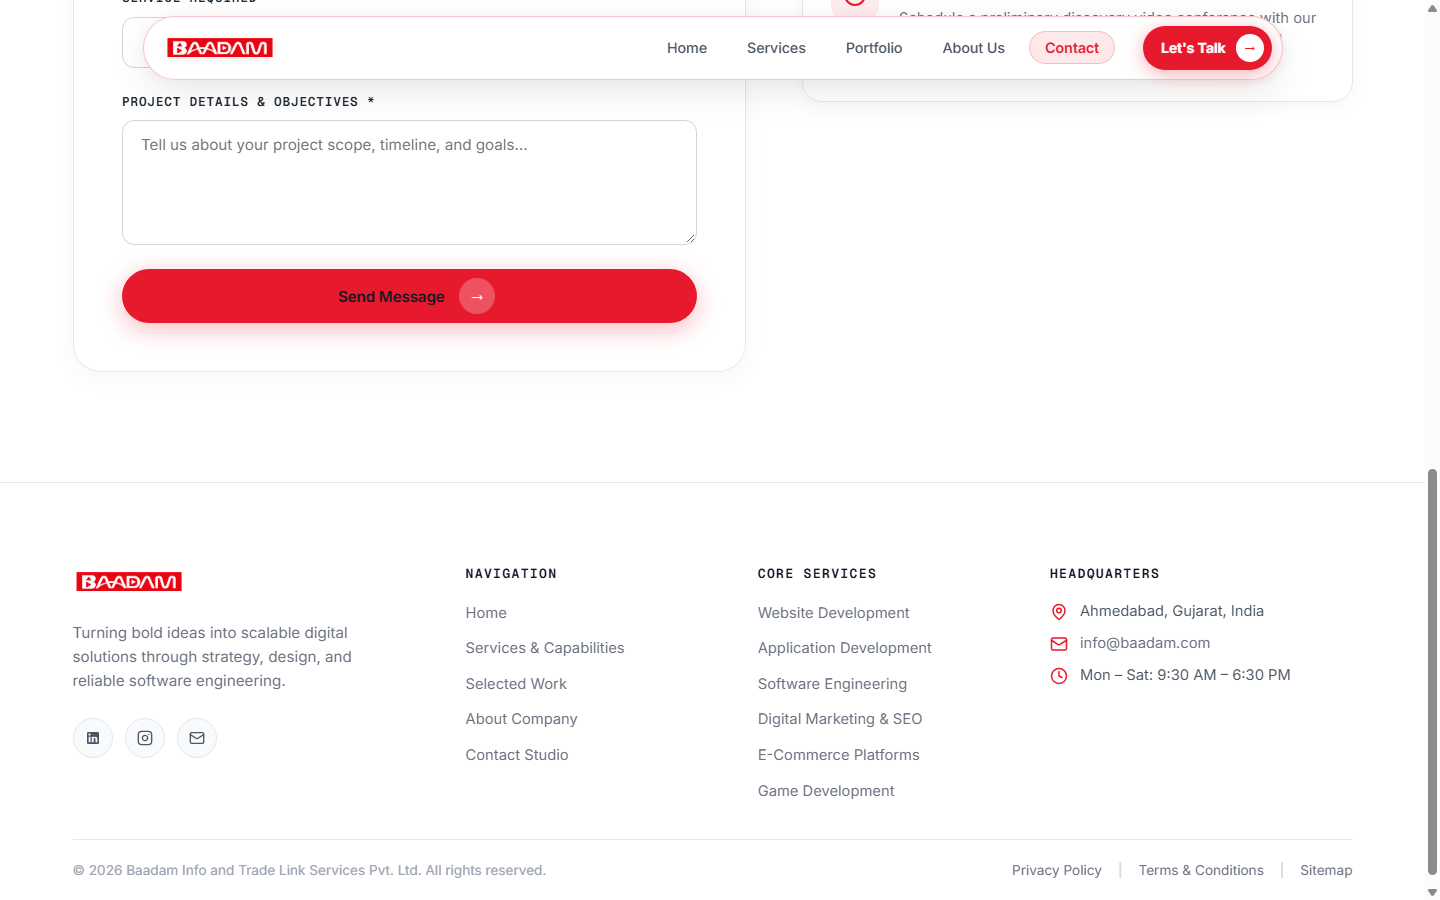 BAADAM
Home
Services
Portfolio
About Us
Contact
Let's Talk →
with our
PROJECT DETAILS & OBJECTIVES *
Tell us about your project scope, timeline, and goals...
Send Message →
BAADAM
Turning bold ideas into scalable digital
solutions through strategy, design, and
reliable software engineering.
NAVIGATION
Home
Services & Capabilities
Selected Work
About Company
Contact Studio
CORE SERVICES
Website Development
Application Development
Software Engineering
Digital Marketing & SEO
E-Commerce Platforms
Game Development
HEADQUARTERS
Ahmedabad, Gujarat, India
info@baadam.com
Mon – Sat: 9:30 AM – 6:30 PM
© 2026 Baadam Info and Trade Link Services Pvt. Ltd. All rights reserved.
Privacy Policy
Terms & Conditions
Sitemap